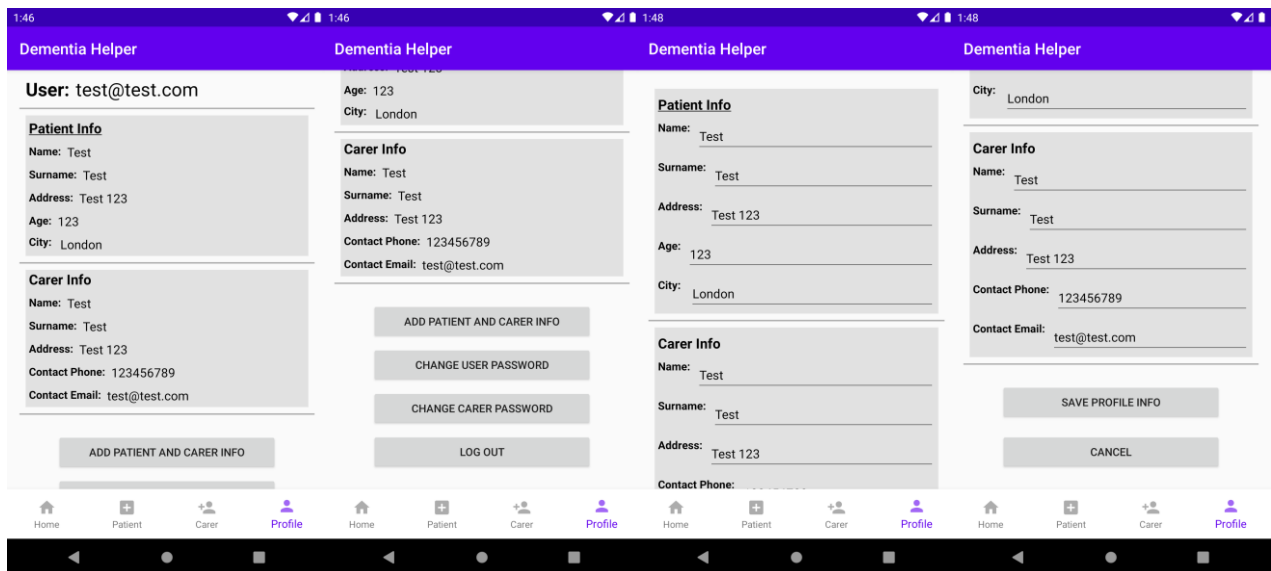 1:46
Dementia Helper
User: test@test.com
Patient Info
Name: Test
Surname: Test
Address: Test 123
Age: 123
City: London
Carer Info
Name: Test
Surname: Test
Address: Test 123
Contact Phone: 123456789
Contact Email: test@test.com
ADD PATIENT AND CARER INFO
Home Patient Carer Profile
1:46
Dementia Helper
Age: 123
City: London
Carer Info
Name: Test
Surname: Test
Address: Test 123
Contact Phone: 123456789
Contact Email: test@test.com
ADD PATIENT AND CARER INFO
CHANGE USER PASSWORD
CHANGE CARER PASSWORD
LOG OUT
Home Patient Carer Profile
1:48
Dementia Helper
Patient Info
Name: Test
Surname: Test
Address: Test 123
Age: 123
City: London
Carer Info
Name: Test
Surname: Test
Address: Test 123
Contact Phone:
Home Patient Carer Profile
1:48
Dementia Helper
City: London
Carer Info
Name: Test
Surname: Test
Address: Test 123
Contact Phone: 123456789
Contact Email: test@test.com
SAVE PROFILE INFO
CANCEL
Home Patient Carer Profile